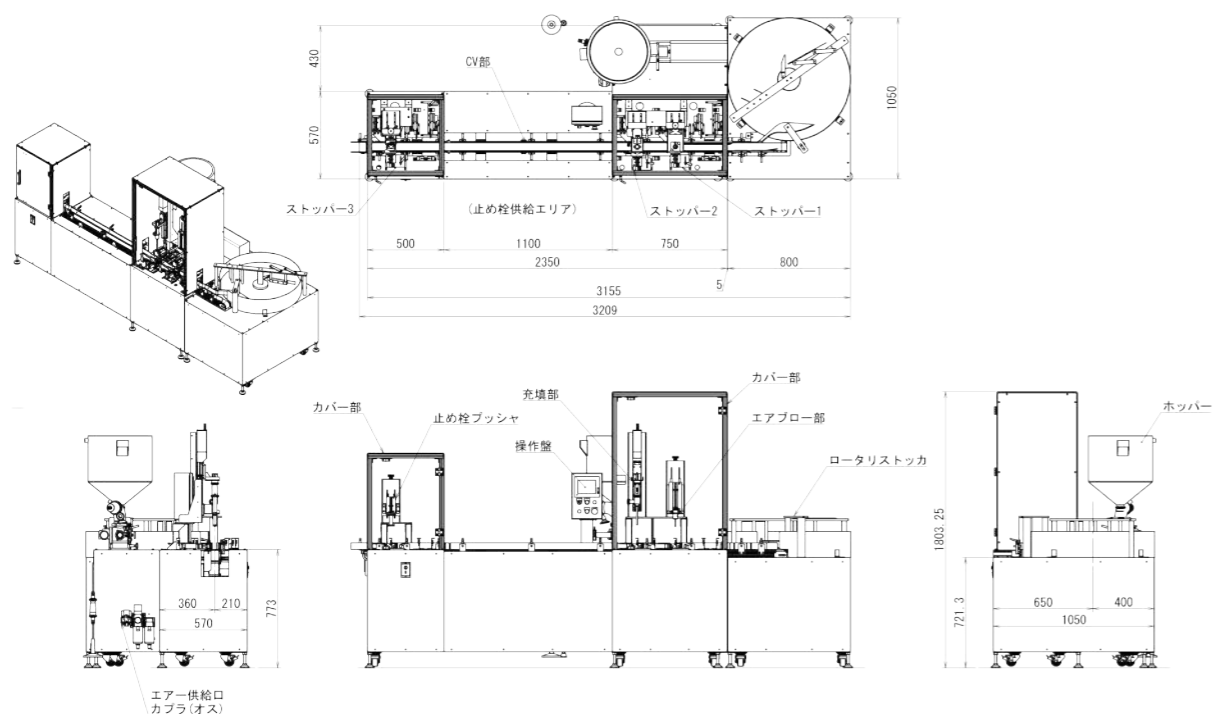 430
570
1050
CV部
ストッパー3
(止め栓供給エリア)
ストッパー2
ストッパー1
500
1100
750
2350
800
5
3155
3209
カバー部
止め栓プッシャ
操作盤
充填部
カバー部
エアブロー部
ロータリストッカ
ホッパー
360
210
570
773
エアー供給口
カプラ(オス)
1803.25
721.3
650
400
1050